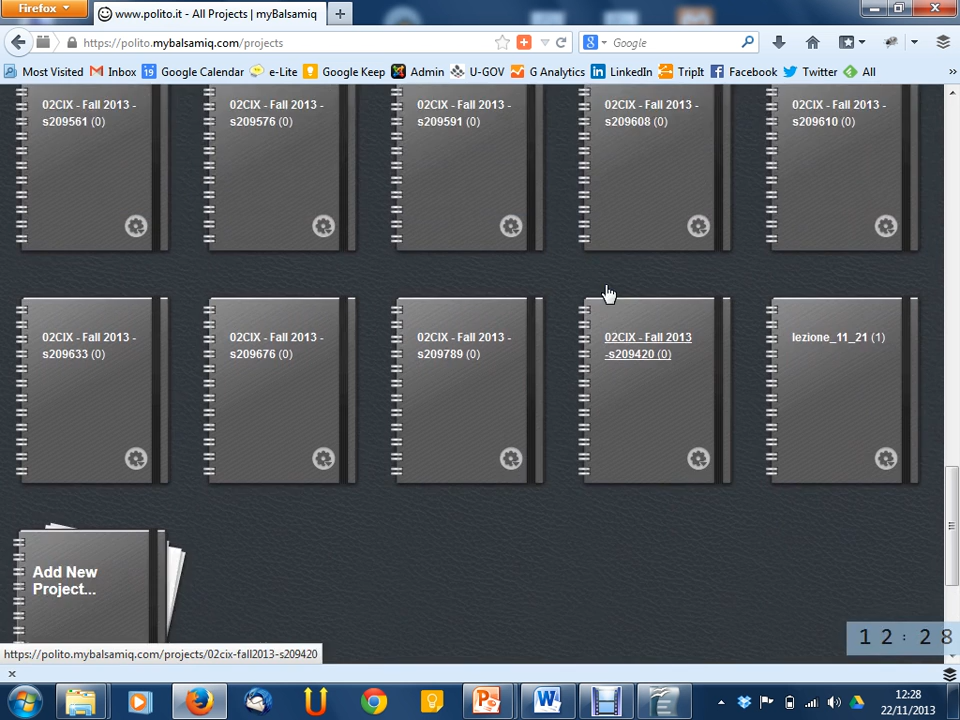 Firefox
www.polito.it - All Projects | myBalsamiq
https://polito.mybalsamiq.com/projects
Google
Most Visited
Inbox
Google Calendar
e-Lite
Google Keep
Admin
U-GOV
G Analytics
LinkedIn
TripIt
Facebook
Twitter
All
02CIX - Fall 2013 -
s209561 (0)
02CIX - Fall 2013 -
s209576 (0)
02CIX - Fall 2013 -
s209591 (0)
02CIX - Fall 2013 -
s209608 (0)
02CIX - Fall 2013 -
s209610 (0)
02CIX - Fall 2013 -
s209633 (0)
02CIX - Fall 2013 -
s209676 (0)
02CIX - Fall 2013 -
s209789 (0)
02CIX - Fall 2013
-s209420 (0)
lezione_11_21 (1)
Add New
Project...
12:28
https://polito.mybalsamiq.com/projects/02cix-fall2013-s209420
12:28
22/11/2013